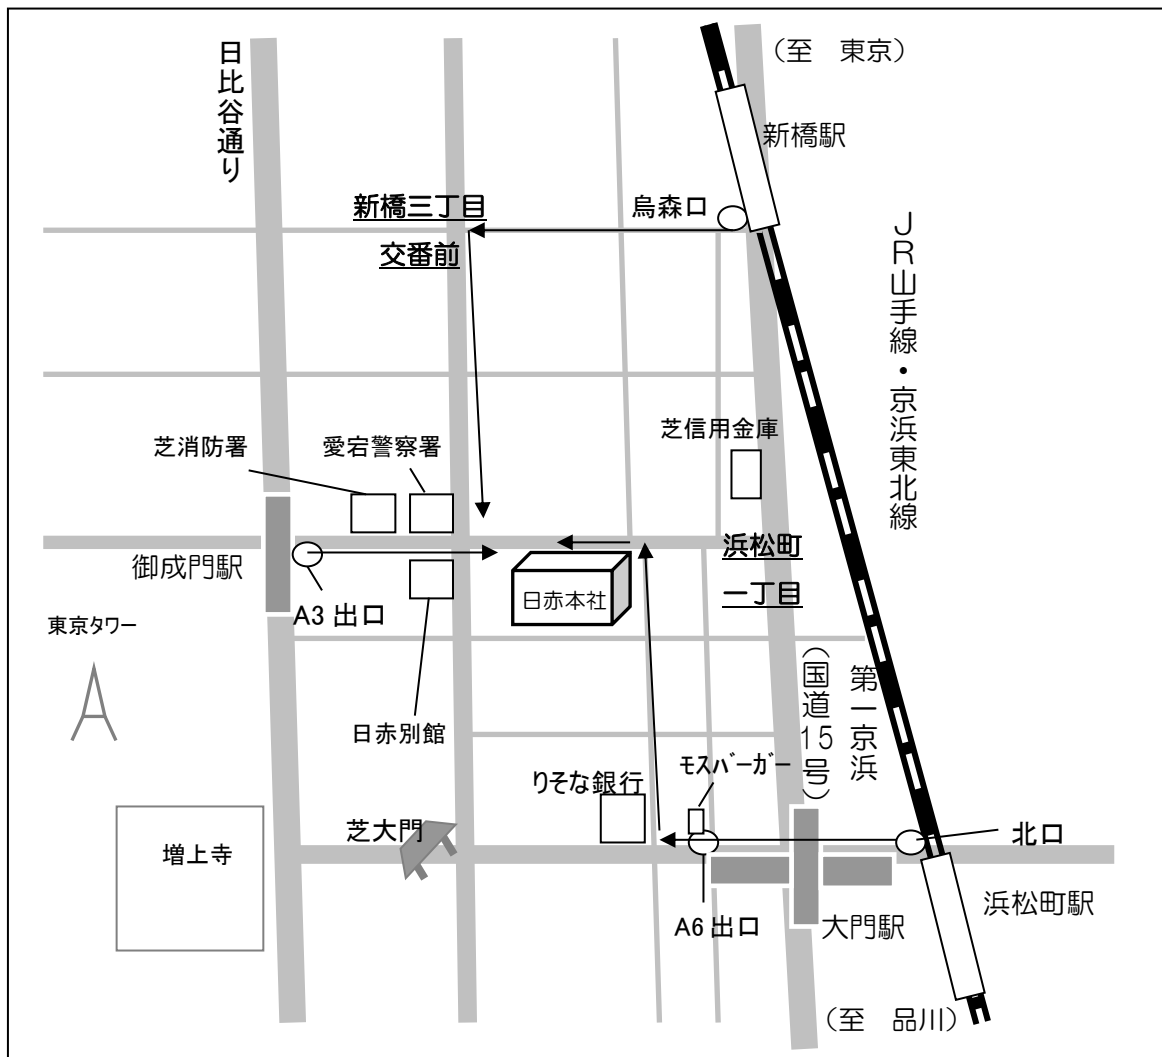 日比谷通り
（至　東京）
新橋駅
新橋三丁目
交番前
烏森口
ＪＲ山手線・京浜東北線
芝消防署
愛宕警察署
芝信用金庫
御成門駅
A3 出口
日赤本社
浜松町
一丁目
東京タワー
日赤別館
（国道15号）
第一京浜
りそな銀行
モスバーガー
芝大門
増上寺
北口
A6 出口
大門駅
浜松町駅
（至　品川）